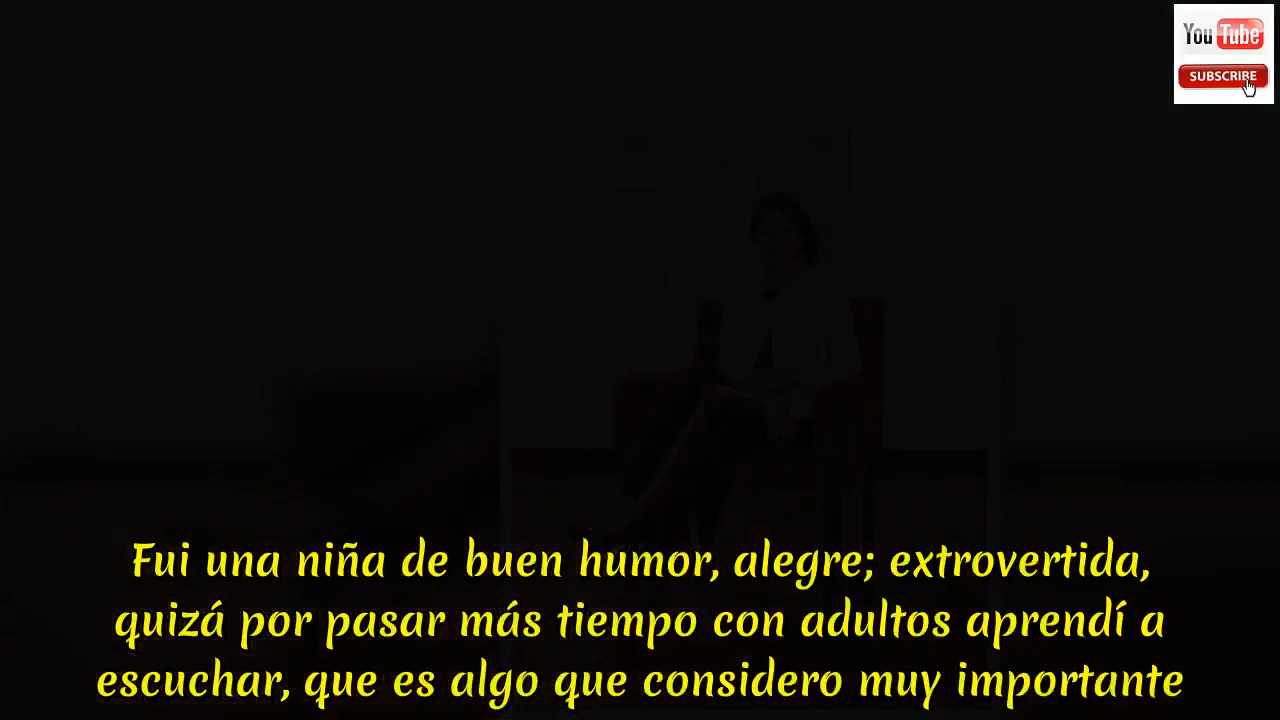 You Tube
SUBSCRIBE
Fui una niña de buen humor, alegre; extrovertida,
quizá por pasar más tiempo con adultos aprendí a
escuchar, que es algo que considero muy importante